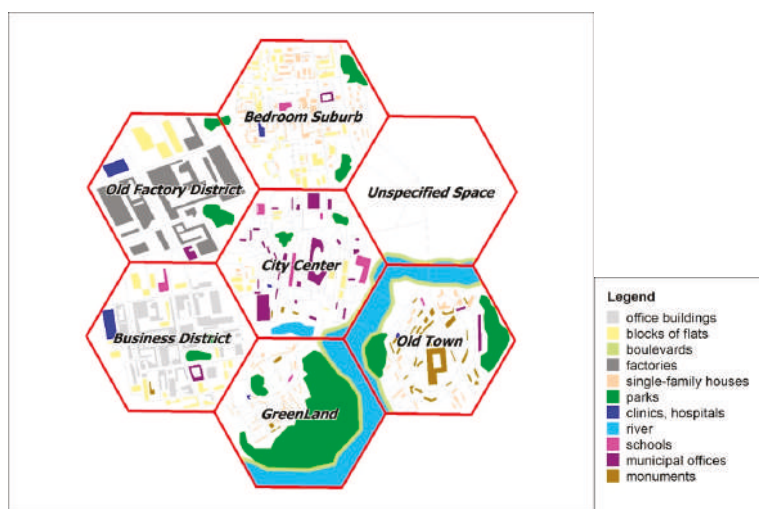 Bedroom Suburb
Old Factory District
Unspecified Space
City Center
Business District
Old Town
GreenLand
Legend
office buildings
blocks of flats
boulevards
factories
single-family houses
parks
clinics, hospitals
river
schools
municipal offices
monuments